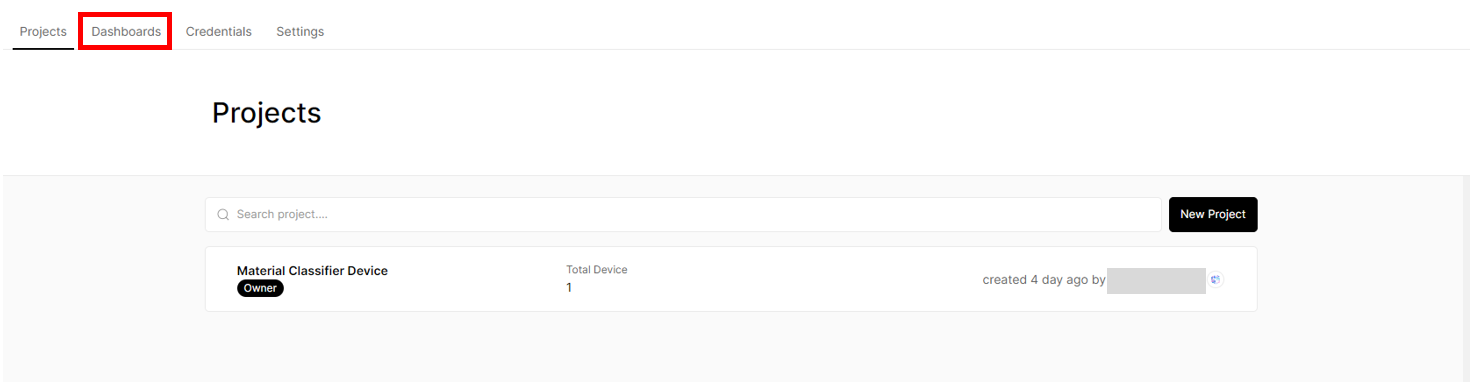 Projects Dashboards Credentials Settings
Projects
Search project....
New Project
Material Classifier Device
Owner
Total Device
1
created 4 day ago by